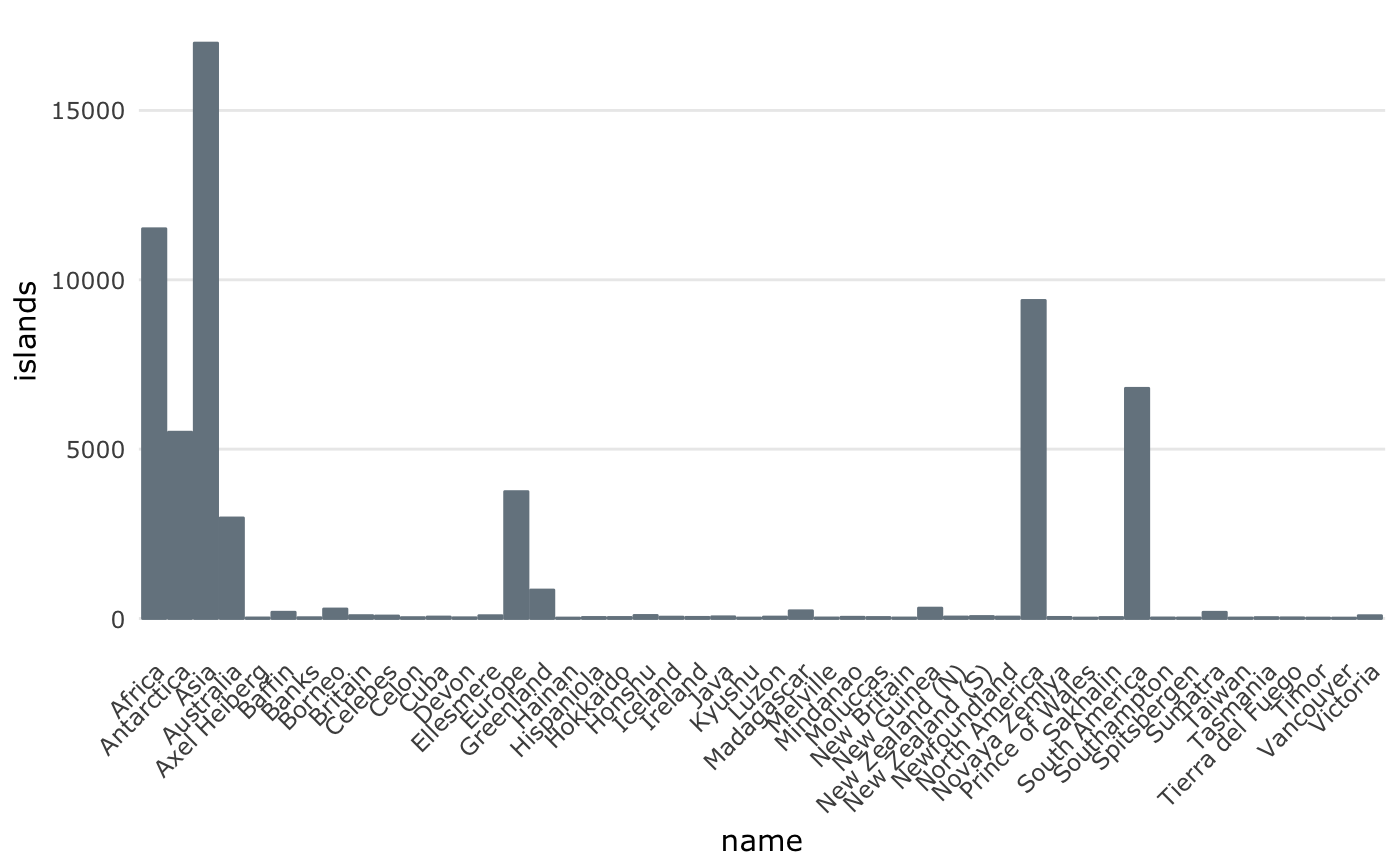 15000
10000
5000
0
islands
Africa
Antarctica
Asia
Australia
Axel Heiberg
Baffin
Banks
Borneo
Britain
Celebes
Celon
Cuba
Devon
Ellesmere
Europe
Greenland
Hainan
Hispaniola
Hokkaido
Honshu
Iceland
Ireland
Java
Kyushu
Luzon
Madagascar
Melville
Mindanao
Moluccas
New Britain
New Guinea
New Zealand (N)
New Zealand (S)
Newfoundland
North America
Novaya Zemlya
Prince of Wales
Sakhalin
South America
Southampton
Spitsbergen
Sumatra
Taiwan
Tasmania
Tierra del Fuego
Timor
Vancouver
Victoria
name